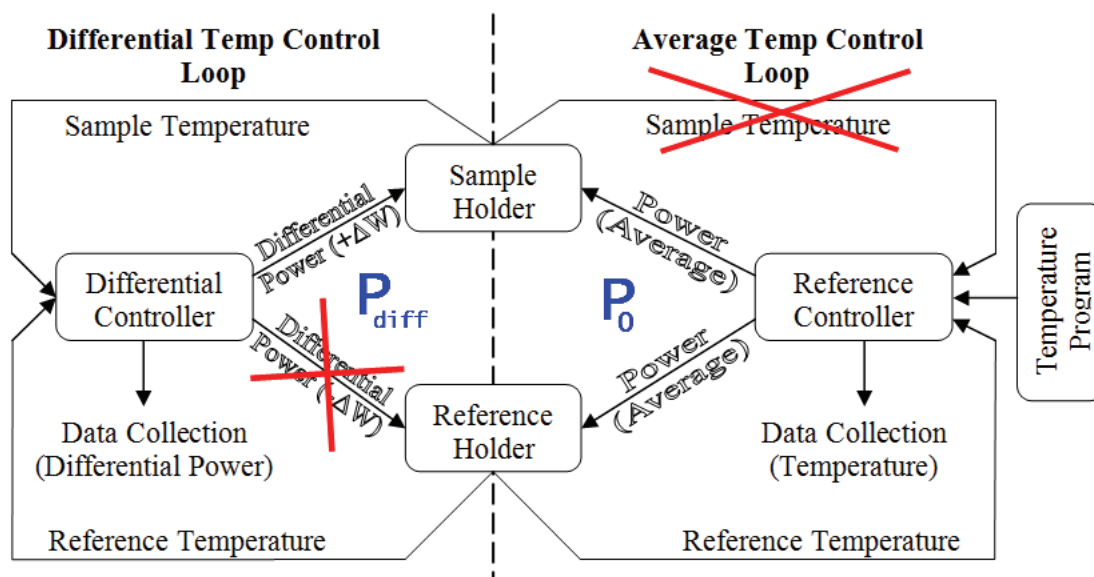 Differential Temp Control
Loop
Average Temp Control
Loop
Sample Temperature
Sample Temperature
Sample
Holder
Differential
Power (+ΔW)
Power
(Average)
Differential
Controller
P
diff
P
0
Reference
Controller
Temperature
Program
Differential
Power (-ΔW)
Power
(Average)
Reference
Holder
Data Collection
(Differential Power)
Data Collection
(Temperature)
Reference Temperature
Reference Temperature